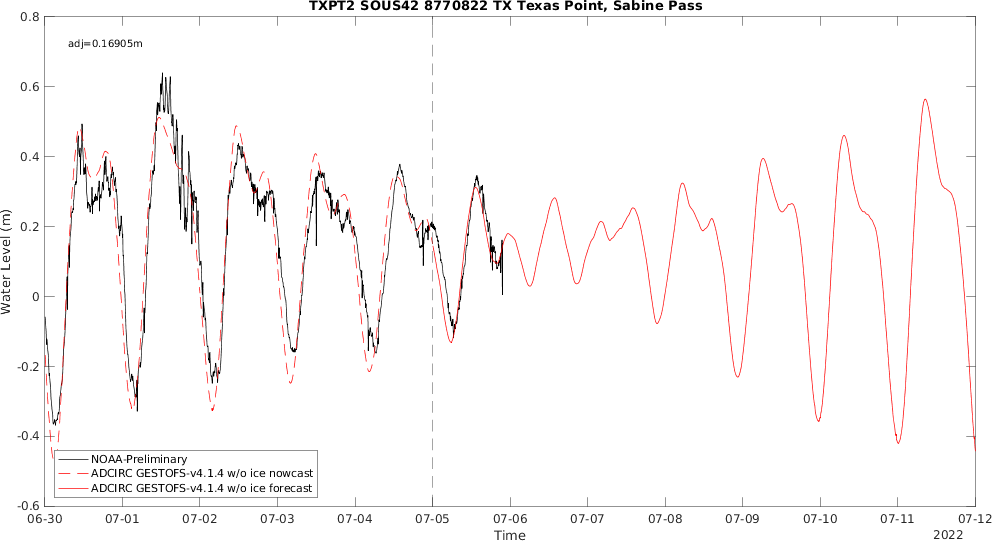 TXPT2 SOUS42 8770822 TX Texas Point, Sabine Pass
adj=0.16905m
0.8
0.6
0.4
0.2
0
-0.2
-0.4
-0.6
Water Level (m)
NOAA-Preliminary
ADCIRC GESTOFS-v4.1.4 w/o ice nowcast
ADCIRC GESTOFS-v4.1.4 w/o ice forecast
06-30 07-01 07-02 07-03 07-04 07-05 07-06 07-07 07-08 07-09 07-10 07-11 07-12
Time
2022